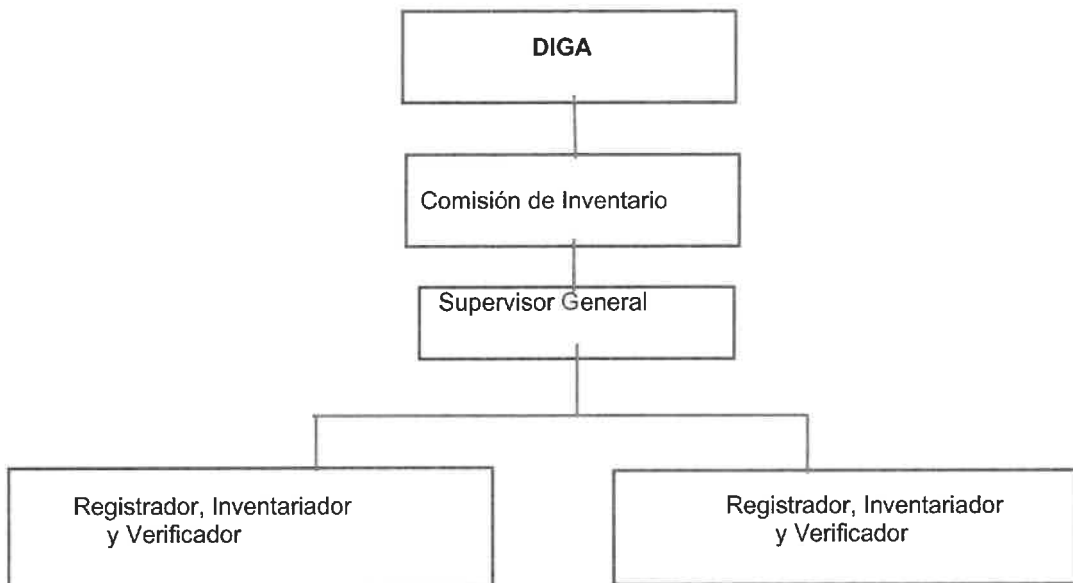 DIGA
Comisión de Inventario
Supervisor General
Registrador, Inventariador
y Verificador
Registrador, Inventariador
y Verificador